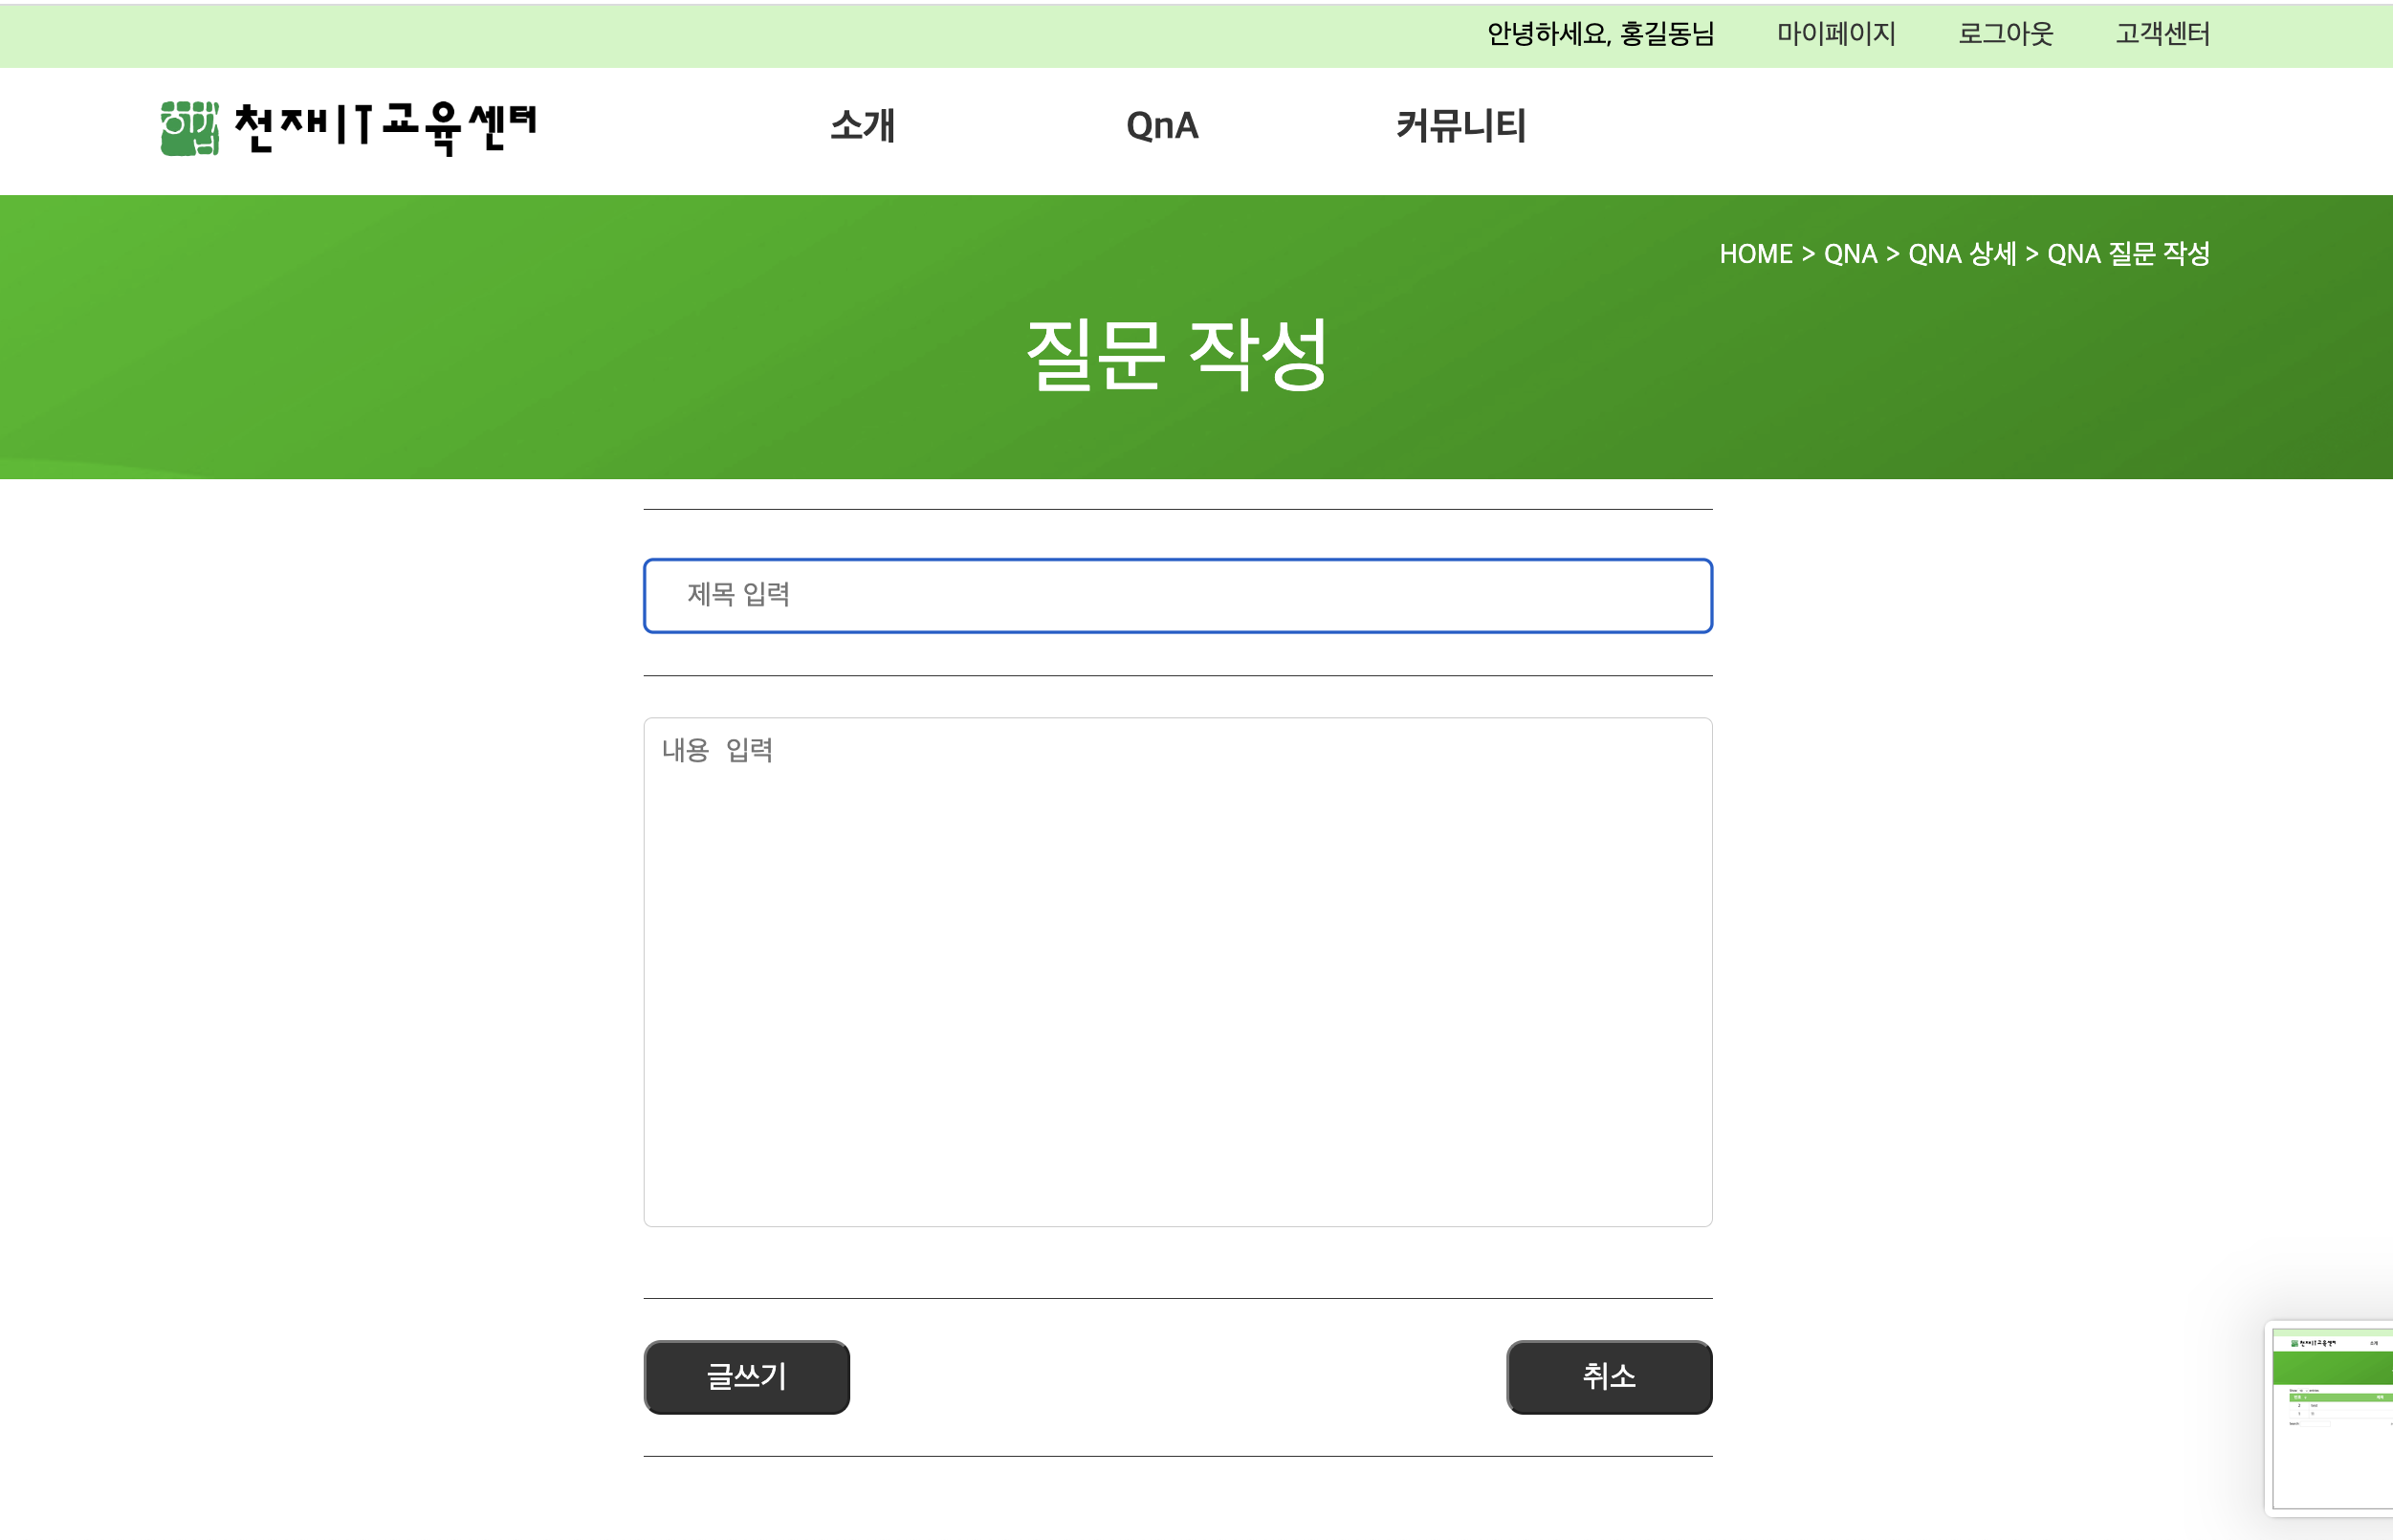 안녕하세요, 홍길동님 마이페이지 로그아웃 고객센터
천재IT교육센터 소개 QnA 커뮤니티
HOME > QNA > QNA 상세 > QNA 질문 작성
질문 작성
제목 입력
내용 입력
글쓰기 취소